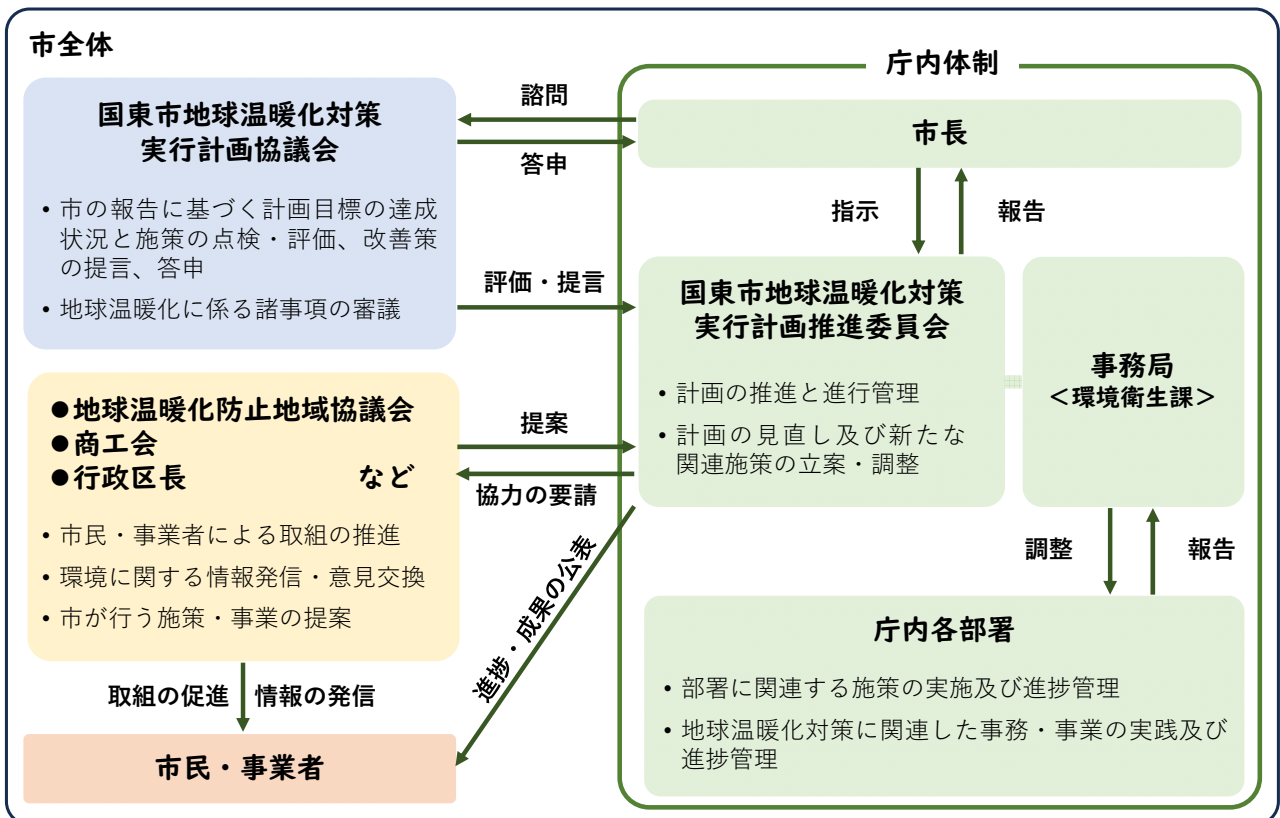 市全体
国東市地球温暖化対策
実行計画協議会
• 市の報告に基づく計画目標の達成
状況と施策の点検・評価、改善策
の提言、答申
• 地球温暖化に係る諸事項の審議
諮問
答申
評価・提言
庁内体制
市長
指示
報告
国東市地球温暖化対策
実行計画推進委員会
• 計画の推進と進行管理
• 計画の見直し及び新たな
関連施策の立案・調整
事務局
<環境衛生課>
●地球温暖化防止地域協議会
●商工会
●行政区長 など
• 市民・事業者による取組の推進
• 環境に関する情報発信・意見交換
• 市が行う施策・事業の提案
提案
協力の要請
進捗・成果の公表
調整
報告
庁内各部署
• 部署に関連する施策の実施及び進捗管理
• 地球温暖化対策に関連した事務・事業の実践及び
進捗管理
取組の促進
情報の発信
市民・事業者